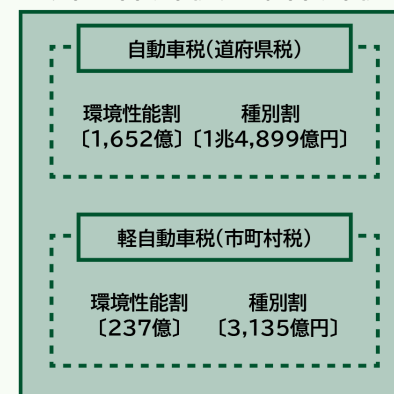 自動車税(道府県税)
環境性能割 種別割
〔1,652億〕〔1兆4,899億円〕
軽自動車税(市町村税)
環境性能割 種別割
〔237億〕 〔3,135億円〕